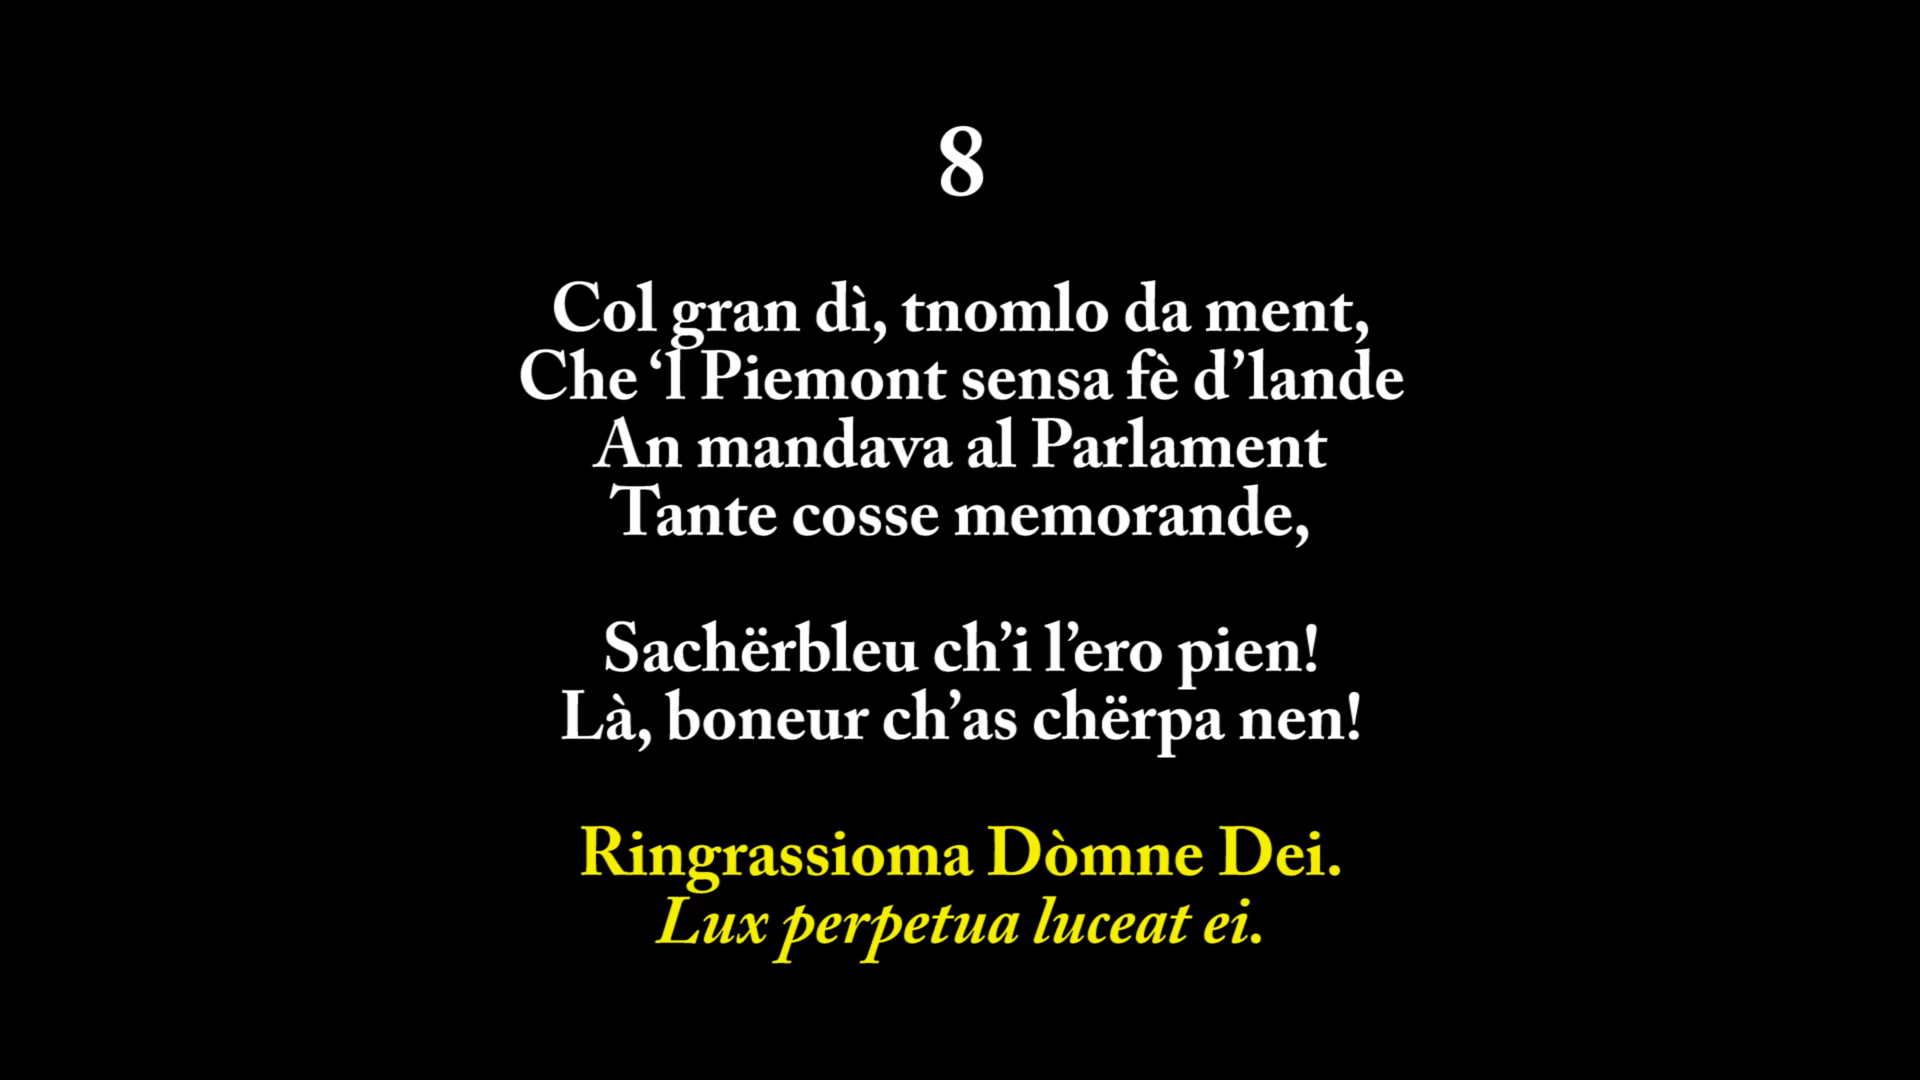 8
Col gran dì, tnomlo da ment,
Che ‘l Piemont sensa fè d’lande
An mandava al Parlament
Tante cosse memorande,
Sachërbleu ch’i l’ero pien!
Là, boneur ch’as chërpa nen!
Ringrassioma Dòmne Dei.
Lux perpetua luceat ei.